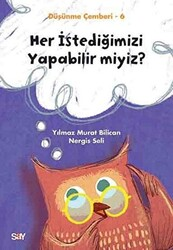 Düşünme Çemberi - 6
Her İstediğimizi
Yapabilir miyiz?
Yılmaz Murat Bilican
Nergis Seli
SAY